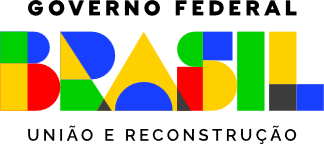 GOVERNO FEDERAL
BRASIL
UNIÃO E RECONSTRUÇÃO